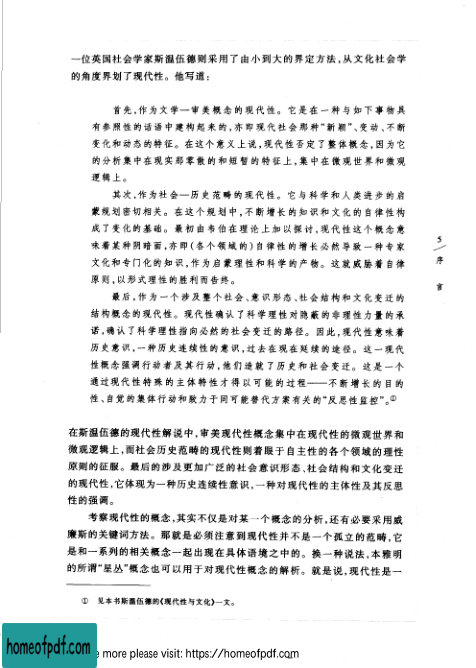 一位英国社会学家斯温伍德则采用了由小到大的界定方法,从文化社会学
的角度界划了现代性。他写道:
首先,作为文学—审美概念的现代性。它是在一种与如下事物具
有参照性的话语中建构起来的,亦即现代社会那种“新颖”、变动、不断
变化和动态的特征。在这个意义上说,现代性否定了整体概念,因为它
的分析集中在现实那零散的和短暂的特征上,集中在微观世界和微观
逻辑上。
其次,作为社会—历史范畴的现代性。它与科学和人类进步的启
蒙规划密切相关。在这个规划中,不断增长的知识和文化的自律性构
成了变化的基础。最初由韦伯在理论上加以探讨,现代性这个概念意
味着某种阴暗面,亦即(各个领域的)自律性的增长必然导致一种专家
文化和专门化的知识,作为启蒙理性和科学的产物。这就威胁着自律
原则,以形式理性的胜利而告终。
最后,作为一个涉及整个社会、意识形态、社会结构和文化变迁的
结构概念的现代性。现代性确认了科学理性对隐蔽的非理性力量的承
诺,确认了科学理性指向必然的社会变迁的路径。因此,现代性意味着
历史意识,一种历史连续性的意识,过去在现在延续的途径。这一现代
性概念强调行动者及其行动,他们造就了历史和社会变迁。这是一个
通过现代性特殊的主体特性才得以可能的过程——不断增长的目的
性、自觉的集体行动和致力于同可能替代方案有关的“反思性监控”。①
在斯温伍德的现代性解说中,审美现代性概念集中在现代性的微观世界和
微观逻辑上,而社会历史范畴的现代性则着眼于自主性的各个领域的理性
原则的征服。最后的涉及更加广泛的社会意识形态、社会结构和文化变迁
的现代性,它体现为一种历史连续性意识,一种对现代性的主体性及其反思
性的强调。
考察现代性的概念,其实不仅是对某一个概念的分析,还有必要采用威
廉斯的关键词方法。那就是必须注意到现代性并不是一个孤立的范畴,它
是和一系列的相关概念一起出现在具体语境之中的。换一种说法,本雅明
的所谓“星丛”概念也可以用于对现代性概念的解析。就是说,现代性是一
① 见本书斯温伍德的《现代性与文化》一文。
5
序
言
homeofpdf.com
e more please visit: https://homeofpdf.com